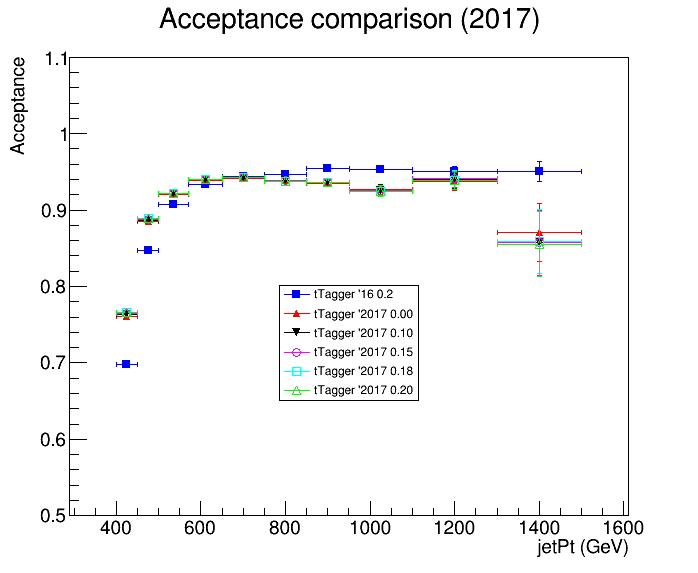 Acceptance comparison (2017)
Acceptance
1.1
1
0.9
0.8
0.7
0.6
0.5
tTagger '16 0.2
tTagger '2017 0.00
tTagger '2017 0.10
tTagger '2017 0.15
tTagger '2017 0.18
tTagger '2017 0.20
400 600 800 1000 1200 1400 1600
jetPt (GeV)